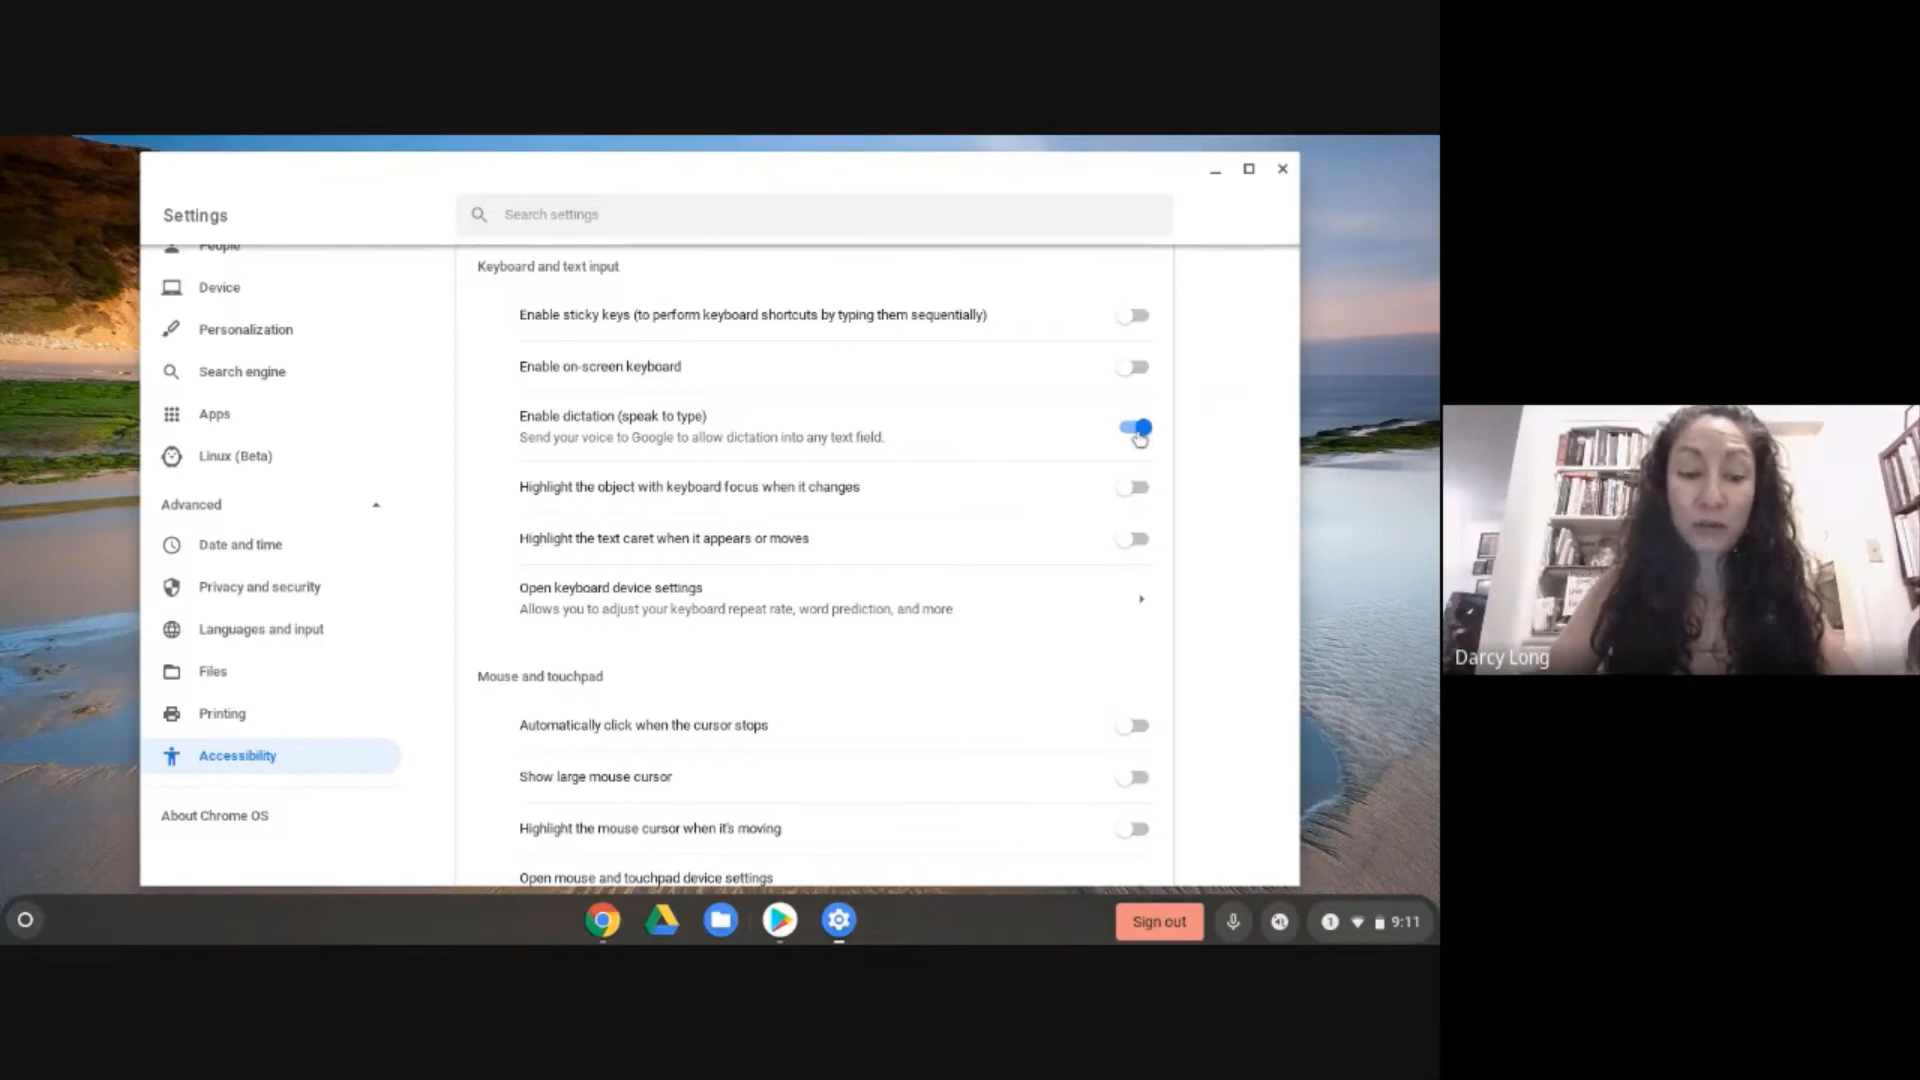 Settings
Search settings
People
Device
Personalization
Search engine
Apps
Linux (Beta)
Advanced
Date and time
Privacy and security
Languages and input
Files
Printing
Accessibility
About Chrome OS
Keyboard and text input
Enable sticky keys (to perform keyboard shortcuts by typing them sequentially)
Enable on-screen keyboard
Enable dictation (speak to type)
Send your voice to Google to allow dictation into any text field.
Highlight the object with keyboard focus when it changes
Highlight the text caret when it appears or moves
Open keyboard device settings
Allows you to adjust your keyboard repeat rate, word prediction, and more
Mouse and touchpad
Automatically click when the cursor stops
Show large mouse cursor
Highlight the mouse cursor when it's moving
Open mouse and touchpad device settings
Sign out
1
9:11
Darcy Long